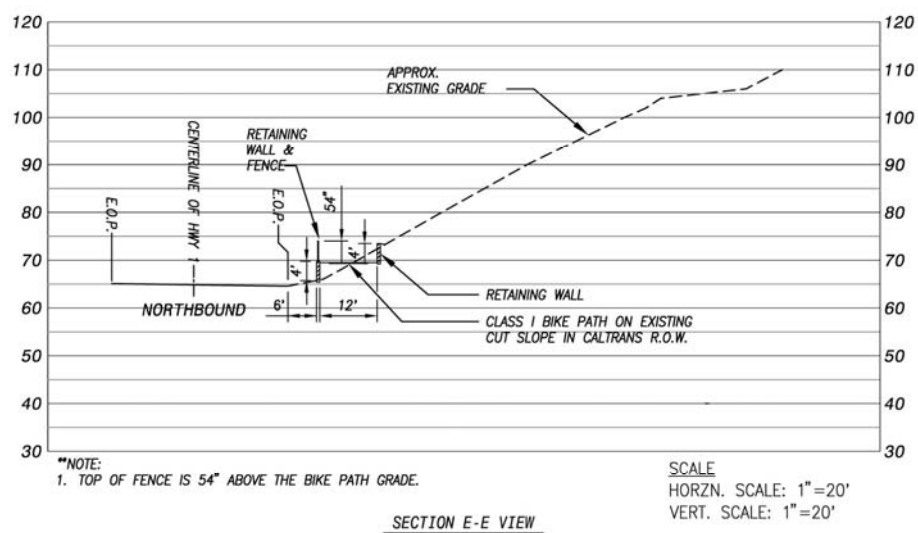 120
110
100
90
80
70
60
50
40
30
120
110
100
90
80
70
60
50
40
30
APPROX.
EXISTING GRADE
RETAINING
WALL &
FENCE
CENTERLINE OF HWY 1
E.O.P.
E.O.P.
54"
4'
4'
NORTHBOUND
6'
12'
RETAINING WALL
CLASS I BIKE PATH ON EXISTING
CUT SLOPE IN CALTRANS R.O.W.
**NOTE:
1. TOP OF FENCE IS 54" ABOVE THE BIKE PATH GRADE.
SCALE
HORZN. SCALE: 1"=20'
VERT. SCALE: 1"=20'
SECTION E-E VIEW